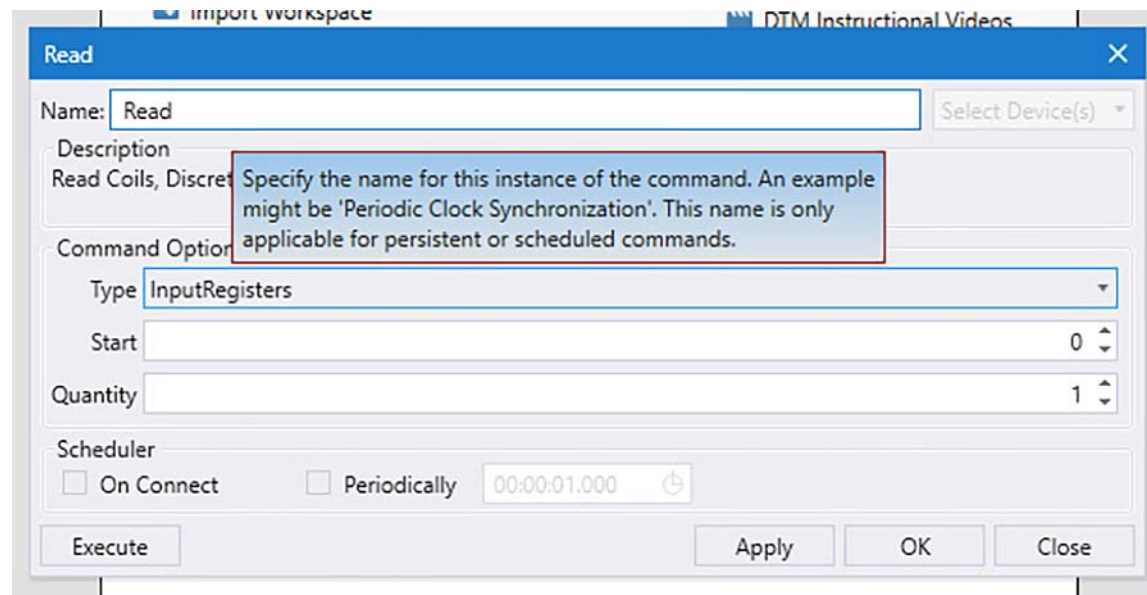 Import Workspace
DTM Instructional Videos
Read
Name: Read Select Device(s)
Description
Read Coils, Discret
Specify the name for this instance of the command. An example
might be 'Periodic Clock Synchronization'. This name is only
applicable for persistent or scheduled commands.
Command Option
Type InputRegisters
Start 0
Quantity 1
Scheduler
On Connect Periodically 00:00:01.000
Execute Apply OK Close